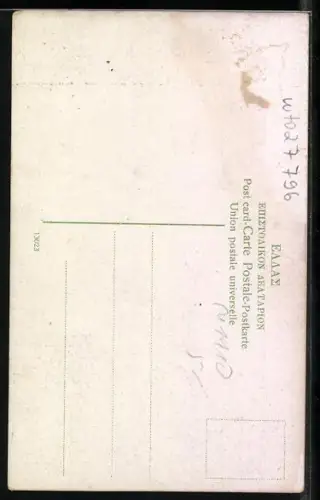 ΕΛΛΑΣ
ΕΠΙΣΤΟΛΙΚΟΝ ΔΕΛΤΑΡΙΟΝ
Post card-Carte Postale-Postkarte
Union postale universelle
wto27796
13023